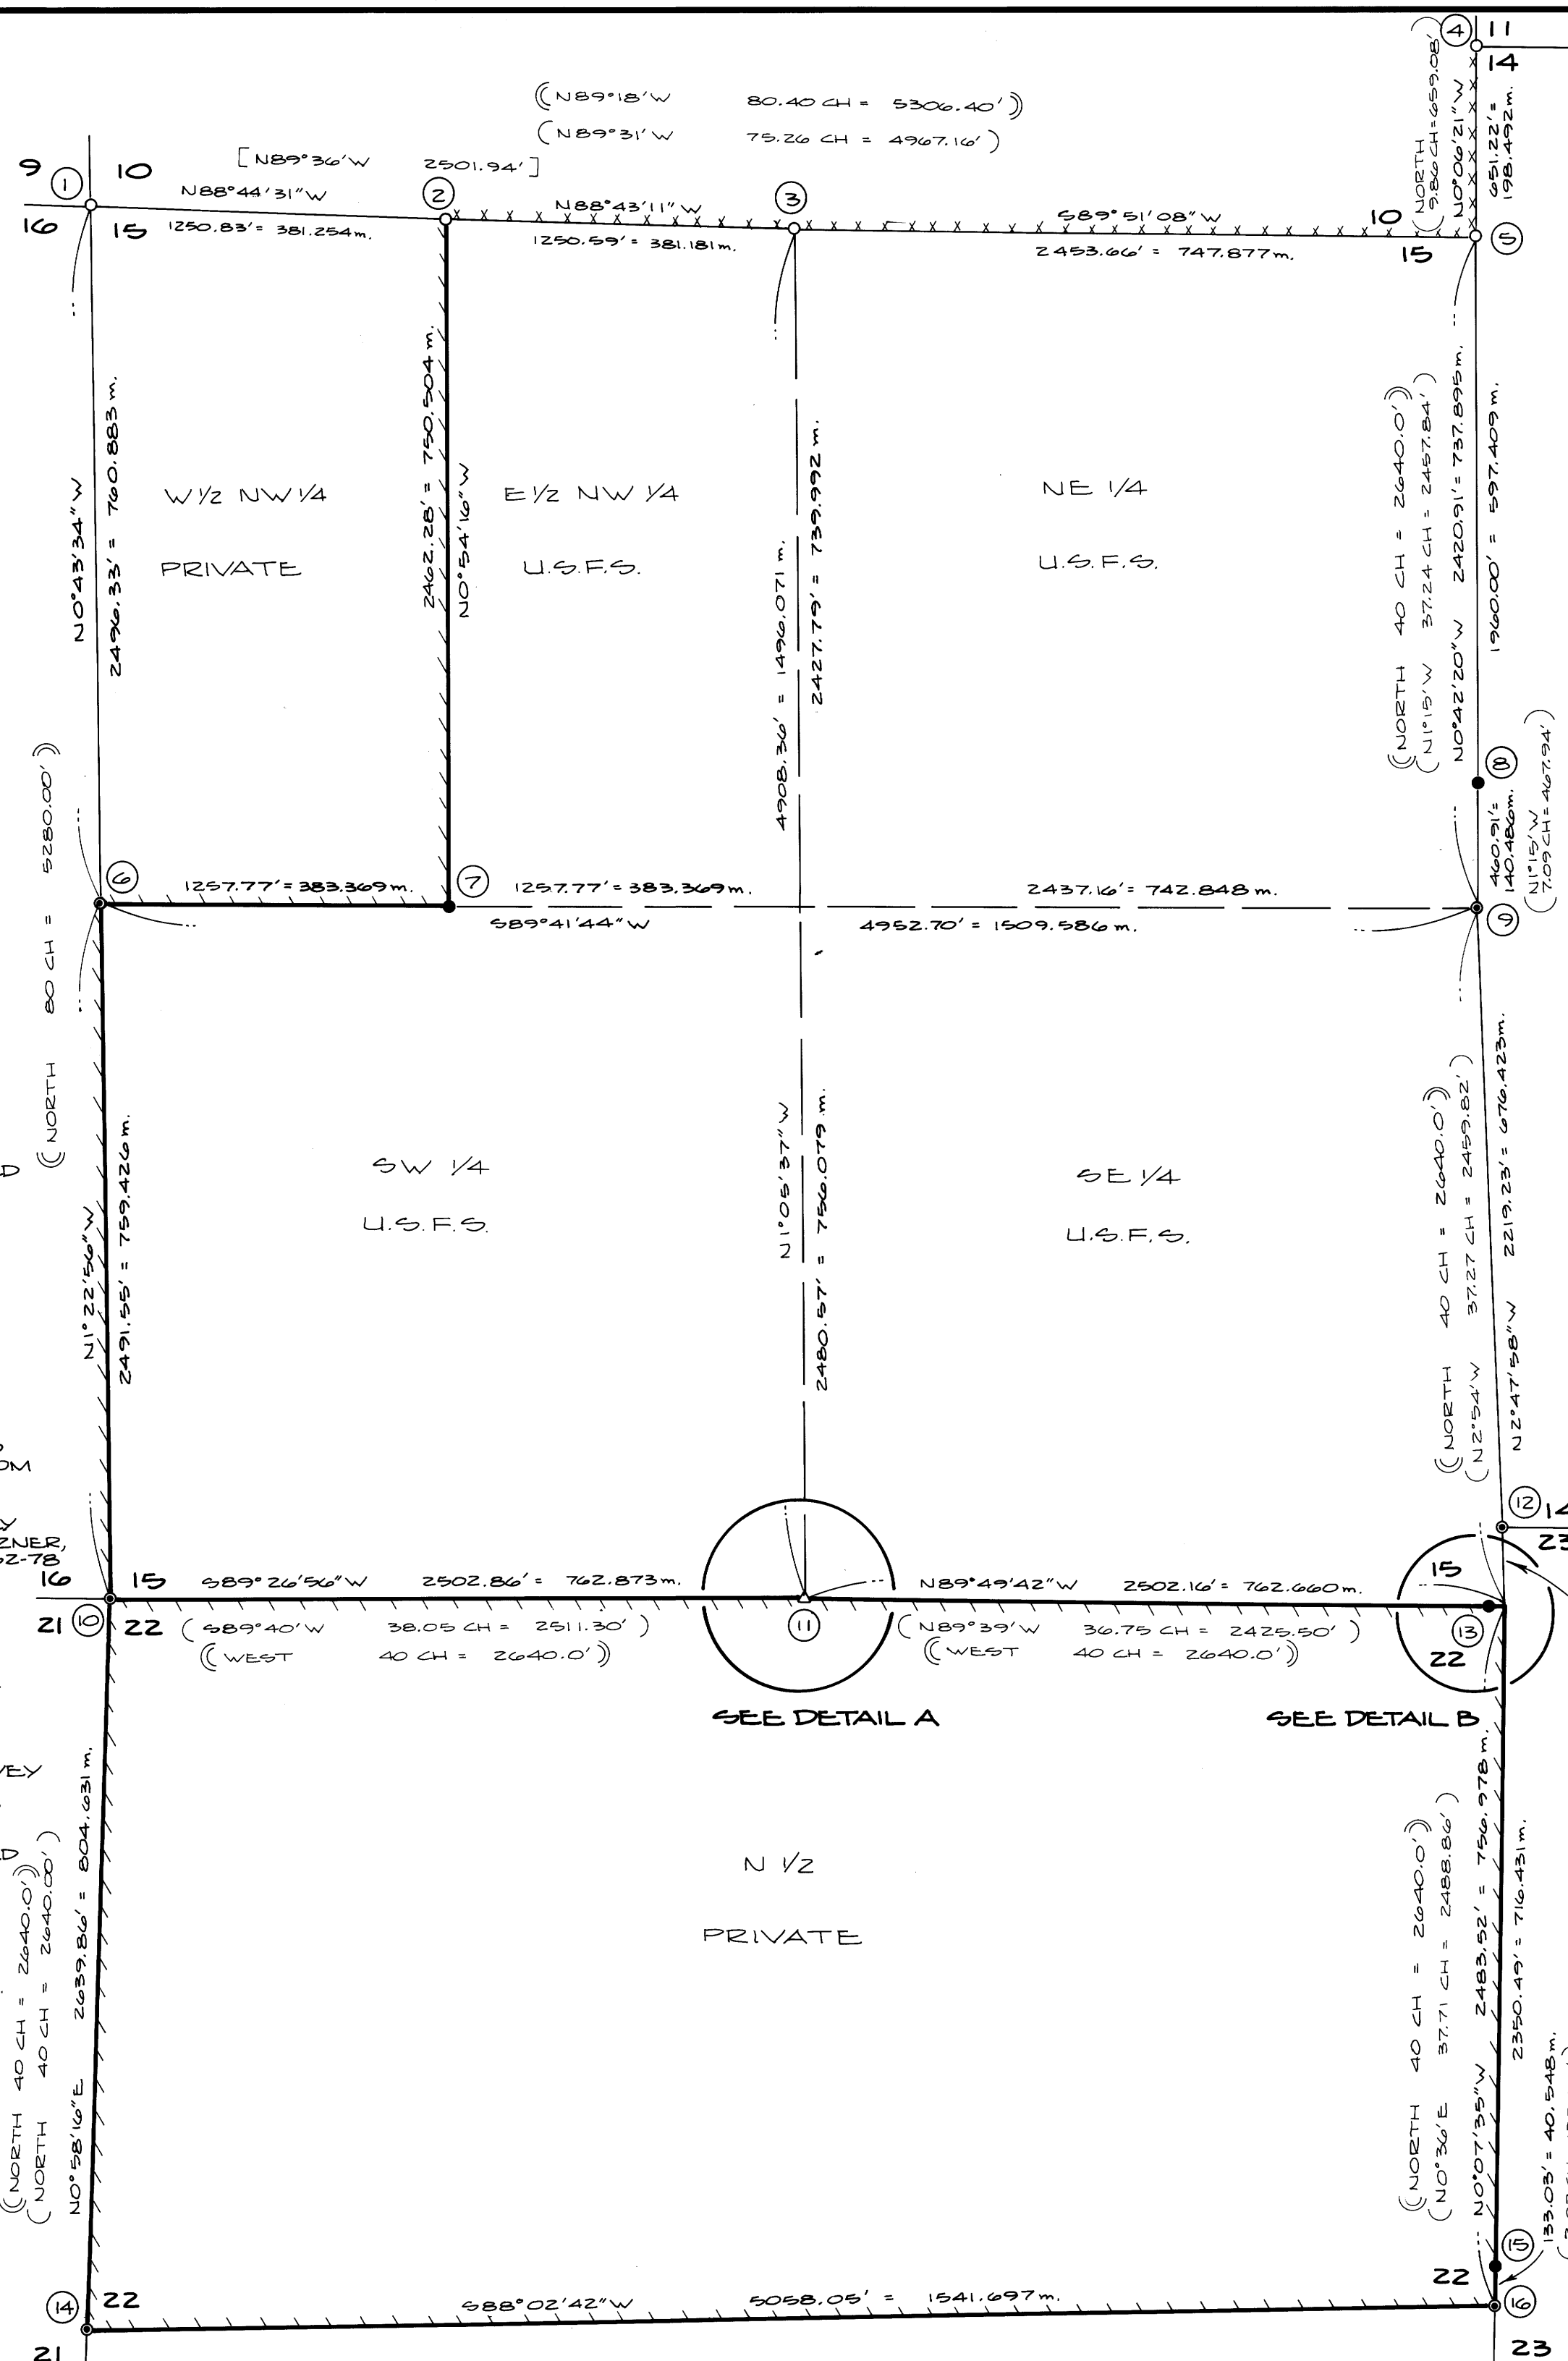 4
11
14
(NORTH
9.86 CH = 659.08')
N0°06'21"W
651.22' =
198.492 m.
((N89°18'W 80.40 CH = 5306.40'))
(N89°31'W 75.26 CH = 4967.16')
[N89°36'W 2501.94']
9
1
10
N88°44'31"W
2
N88°43'11"W
3
S89°51'08"W
10
5
16
15
1250.83' = 381.254 m.
1250.59' = 381.181 m.
2453.66' = 747.877 m.
15
N0°43'34"W
2496.33' = 760.883 m.
W 1/2 NW 1/4
PRIVATE
2462.28' = 750.504 m.
N0°54'16"W
E 1/2 NW 1/4
U.S.F.S.
4908.36' = 1496.071 m.
2427.79' = 739.992 m.
NE 1/4
U.S.F.S.
((NORTH 40 CH = 2640.0'))
(N1°15'W 37.24 CH = 2457.84')
N0°42'20"W 2420.91' = 737.895 m.
1960.00' = 597.409 m.
8
460.91' =
140.486 m.
(N1°15'W
7.09 CH = 467.94')
((NORTH 80 CH = 5280.00'))
6
1257.77' = 383.369 m.
7
1257.77' = 383.369 m.
2437.16' = 742.848 m.
9
S89°41'44"W
4952.70' = 1509.586 m.
N1°22'56"W
2491.55' = 759.426 m.
SW 1/4
U.S.F.S.
N1°05'37"W
2480.57' = 756.079 m.
SE 1/4
U.S.F.S.
((NORTH 40 CH = 2640.0'))
(N2°54'W 37.27 CH = 2459.82')
N2°47'58"W 2219.23' = 676.423 m.
D
OM
ZNER,
52-78
12
14
23
16
15
S89°26'56"W 2502.86' = 762.873 m.
N89°49'42"W 2502.16' = 762.660 m.
15
21
10
22
(S89°40'W 38.05 CH = 2511.30')
((WEST 40 CH = 2640.0'))
11
(N89°39'W 36.75 CH = 2425.50')
((WEST 40 CH = 2640.0'))
13
22
SEE DETAIL A
SEE DETAIL B
VEY
((NORTH 40 CH = 2640.0'))
(NORTH 40 CH = 2640.00')
N0°58'16"E 2639.86' = 804.631 m.
N 1/2
PRIVATE
((NORTH 40 CH = 2640.0'))
(N0°36'E 37.71 CH = 2488.86')
N0°07'35"W 2483.52' = 756.978 m.
2350.49' = 716.431 m.
133.03' = 40.548 m.
15
22
16
14
22
S88°02'42"W 5058.05' = 1541.697 m.
21
23